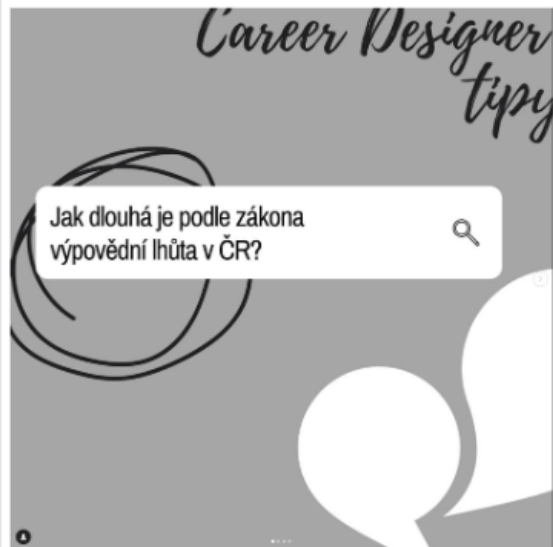 Career Designer
tipy
Jak dlouhá je podle zákona
výpovědní lhůta v ČR?